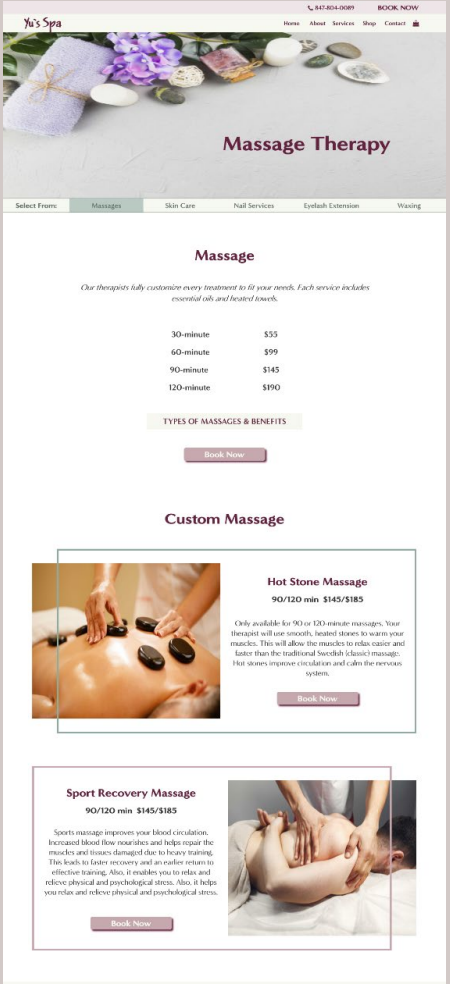 847-804-0089 BOOK NOW
Yu's Spa
Home About Services Shop Contact
Massage Therapy
Select From: Massages Skin Care Nail Services Eyelash Extension Waxing
Massage
Our therapists fully customize every treatment to fit your needs. Each service includes
essential oils and heated towels.
30-minute $55
60-minute $99
90-minute $145
120-minute $190
TYPES OF MASSAGES & BENEFITS
Book Now
Custom Massage
Hot Stone Massage
90/120 min $145/$185
Only available for 90 or 120-minute massages. Your
therapist will use smooth, heated stones to warm your
muscles. This will allow the muscles to relax easier and
faster than the traditional Swedish (classic) massage.
Hot stones improve circulation and calm the nervous
system.
Book Now
Sport Recovery Massage
90/120 min $145/$185
Sports massage improves your blood circulation.
Increased blood flow nourishes and helps repair the
muscles and tissues damaged due to heavy training.
This leads to faster recovery and an earlier return to
effective training. Also, it enables you to relax and
relieve physical and psychological stress. Also, it helps
you relax and relieve physical and psychological stress.
Book Now